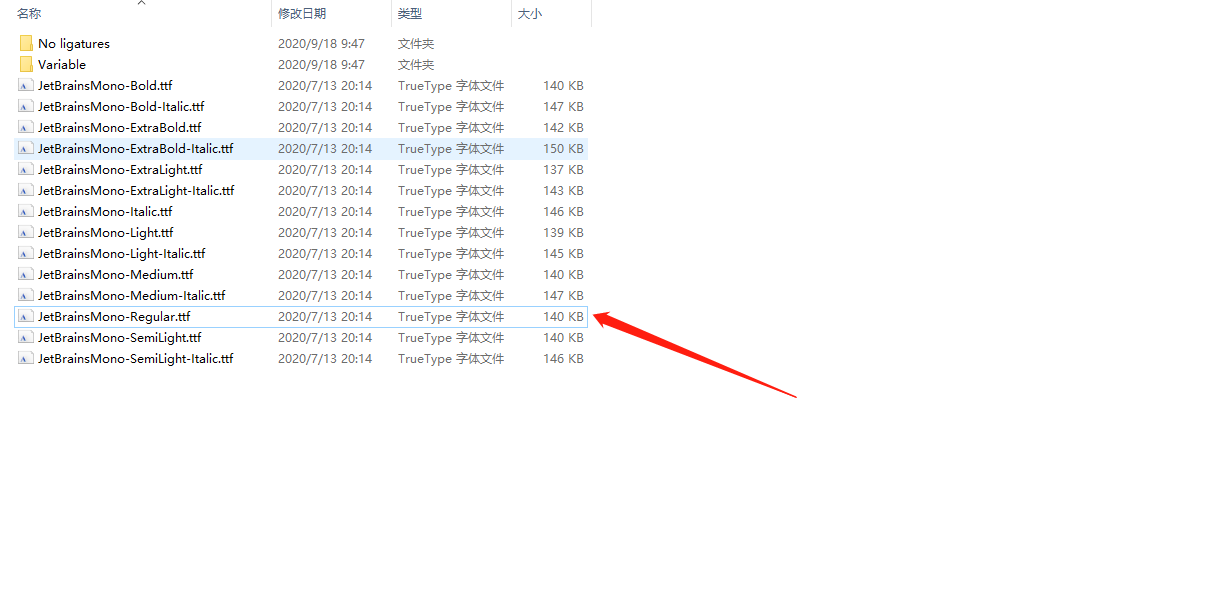 名称 修改日期 类型 大小
No ligatures 2020/9/18 9:47 文件夹
Variable 2020/9/18 9:47 文件夹
JetBrainsMono-Bold.ttf 2020/7/13 20:14 TrueType 字体文件 140 KB
JetBrainsMono-Bold-Italic.ttf 2020/7/13 20:14 TrueType 字体文件 147 KB
JetBrainsMono-ExtraBold.ttf 2020/7/13 20:14 TrueType 字体文件 142 KB
JetBrainsMono-ExtraBold-Italic.ttf 2020/7/13 20:14 TrueType 字体文件 150 KB
JetBrainsMono-ExtraLight.ttf 2020/7/13 20:14 TrueType 字体文件 137 KB
JetBrainsMono-ExtraLight-Italic.ttf 2020/7/13 20:14 TrueType 字体文件 143 KB
JetBrainsMono-Italic.ttf 2020/7/13 20:14 TrueType 字体文件 146 KB
JetBrainsMono-Light.ttf 2020/7/13 20:14 TrueType 字体文件 139 KB
JetBrainsMono-Light-Italic.ttf 2020/7/13 20:14 TrueType 字体文件 145 KB
JetBrainsMono-Medium.ttf 2020/7/13 20:14 TrueType 字体文件 140 KB
JetBrainsMono-Medium-Italic.ttf 2020/7/13 20:14 TrueType 字体文件 147 KB
JetBrainsMono-Regular.ttf 2020/7/13 20:14 TrueType 字体文件 140 KB
JetBrainsMono-SemiLight.ttf 2020/7/13 20:14 TrueType 字体文件 140 KB
JetBrainsMono-SemiLight-Italic.ttf 2020/7/13 20:14 TrueType 字体文件 146 KB